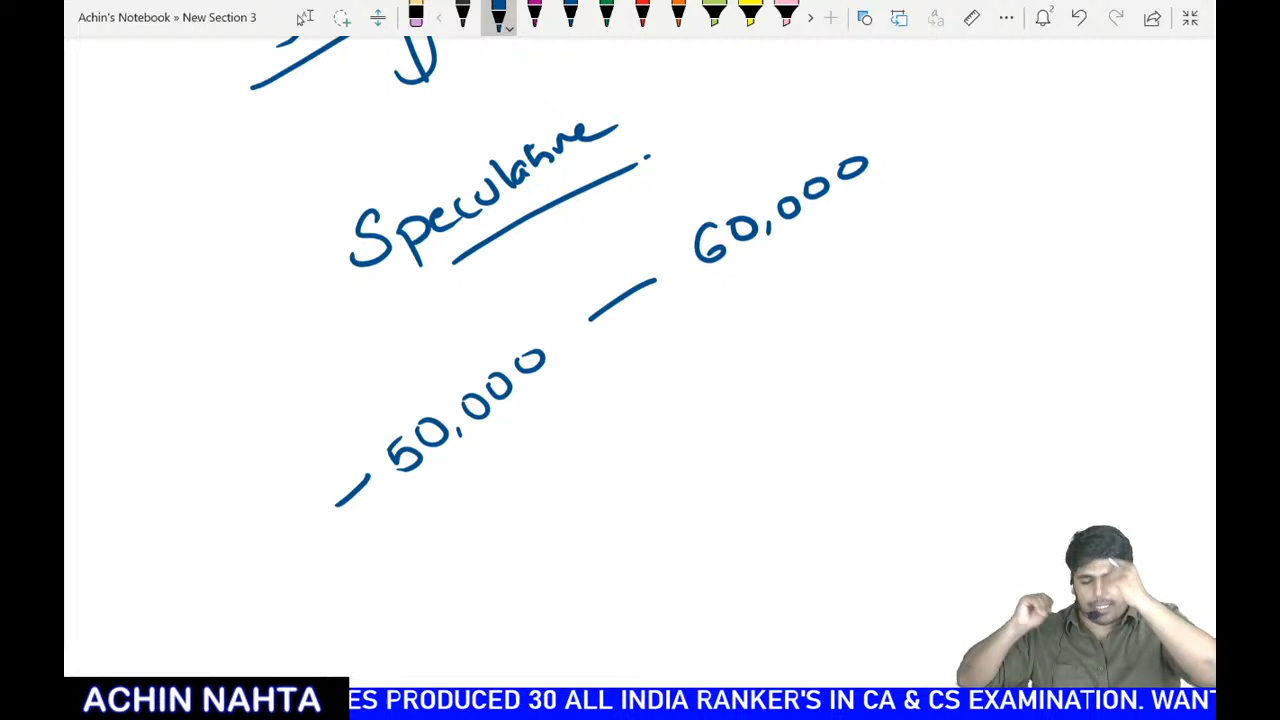 Achin's Notebook » New Section 3
Speculative
— 60,000
— 50,000
ACHIN NAHTA
ES PRODUCED 30 ALL INDIA RANKER'S IN CA & CS EXAMINATION. WANT